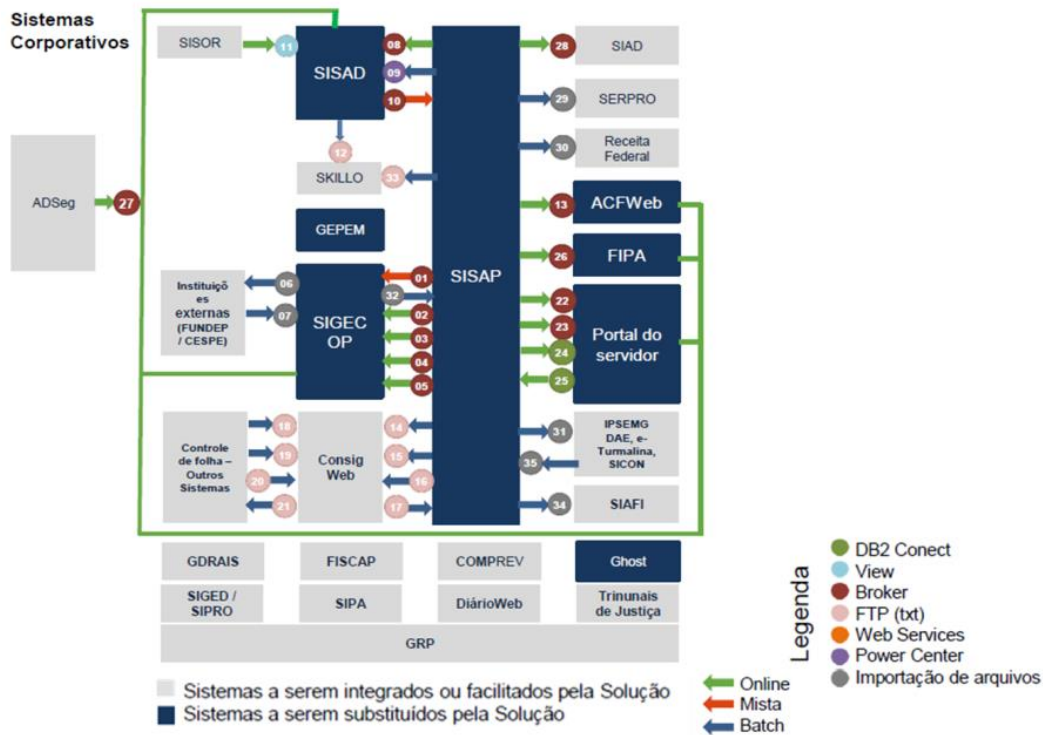 Sistemas
Corporativos
SISOR
11
SISAD
08
09
10
28
SIAD
29
SERPRO
30
Receita
Federal
12
SKILLO
33
ADSeg
27
GEPEM
13
ACFWeb
26
FIPA
SISAP
Instituiçõ
es
externas
(FUNDEP
/ CESPE)
06
07
SIGEC
OP
01
32
02
03
04
05
22
23
24
25
Portal do
servidor
Controle
de folha –
Outros
Sistemas
18
19
20
21
Consig
Web
14
15
16
17
31
35
34
IPSEMG
DAE, e-
Turmalina,
SICON
SIAFI
GDRAIS
FISCAP
COMPREV
Ghost
SIGED /
SIPRO
SIPA
DiárioWeb
Trinunais
de Justiça
GRP
Sistemas a serem integrados ou facilitados pela Solução
Sistemas a serem substituídos pela Solução
Online
Mista
Batch
Legenda
DB2 Conect
View
Broker
FTP (txt)
Web Services
Power Center
Importação de arquivos